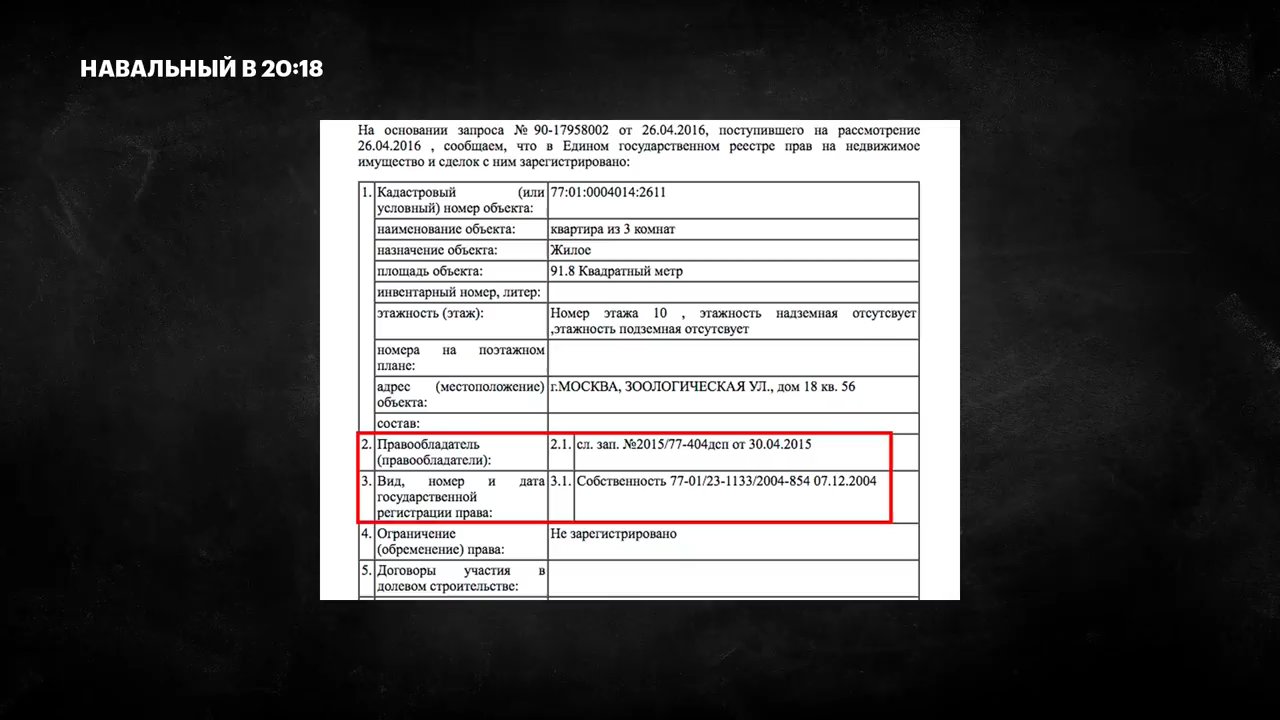 НАВАЛЬНЫЙ В 20:18
На основании запроса № 90-17958002 от 26.04.2016, поступившего на рассмотрение
26.04.2016 , сообщаем, что в Едином государственном реестре прав на недвижимое
имущество и сделок с ним зарегистрировано:
1. Кадастровый (или 77:01:0004014:2611
условный) номер объекта:
наименование объекта: квартира из 3 комнат
назначение объекта: Жилое
площадь объекта: 91.8 Квадратный метр
инвентарный номер, литер:
этажность (этаж): Номер этажа 10 , этажность надземная отсутсвует
,этажность подземная отсутсвует
номера на поэтажном
плане:
адрес (местоположение) г.МОСКВА, ЗООЛОГИЧЕСКАЯ УЛ., дом 18 кв. 56
объекта:
состав:
2. Правообладатель 2.1. сл. зап. №2015/77-404дсп от 30.04.2015
(правообладатели):
3. Вид, номер и дата 3.1. Собственность 77-01/23-1133/2004-854 07.12.2004
государственной
регистрации права:
4. Ограничение Не зарегистрировано
(обременение) права:
5. Договоры участия в
долевом строительстве: